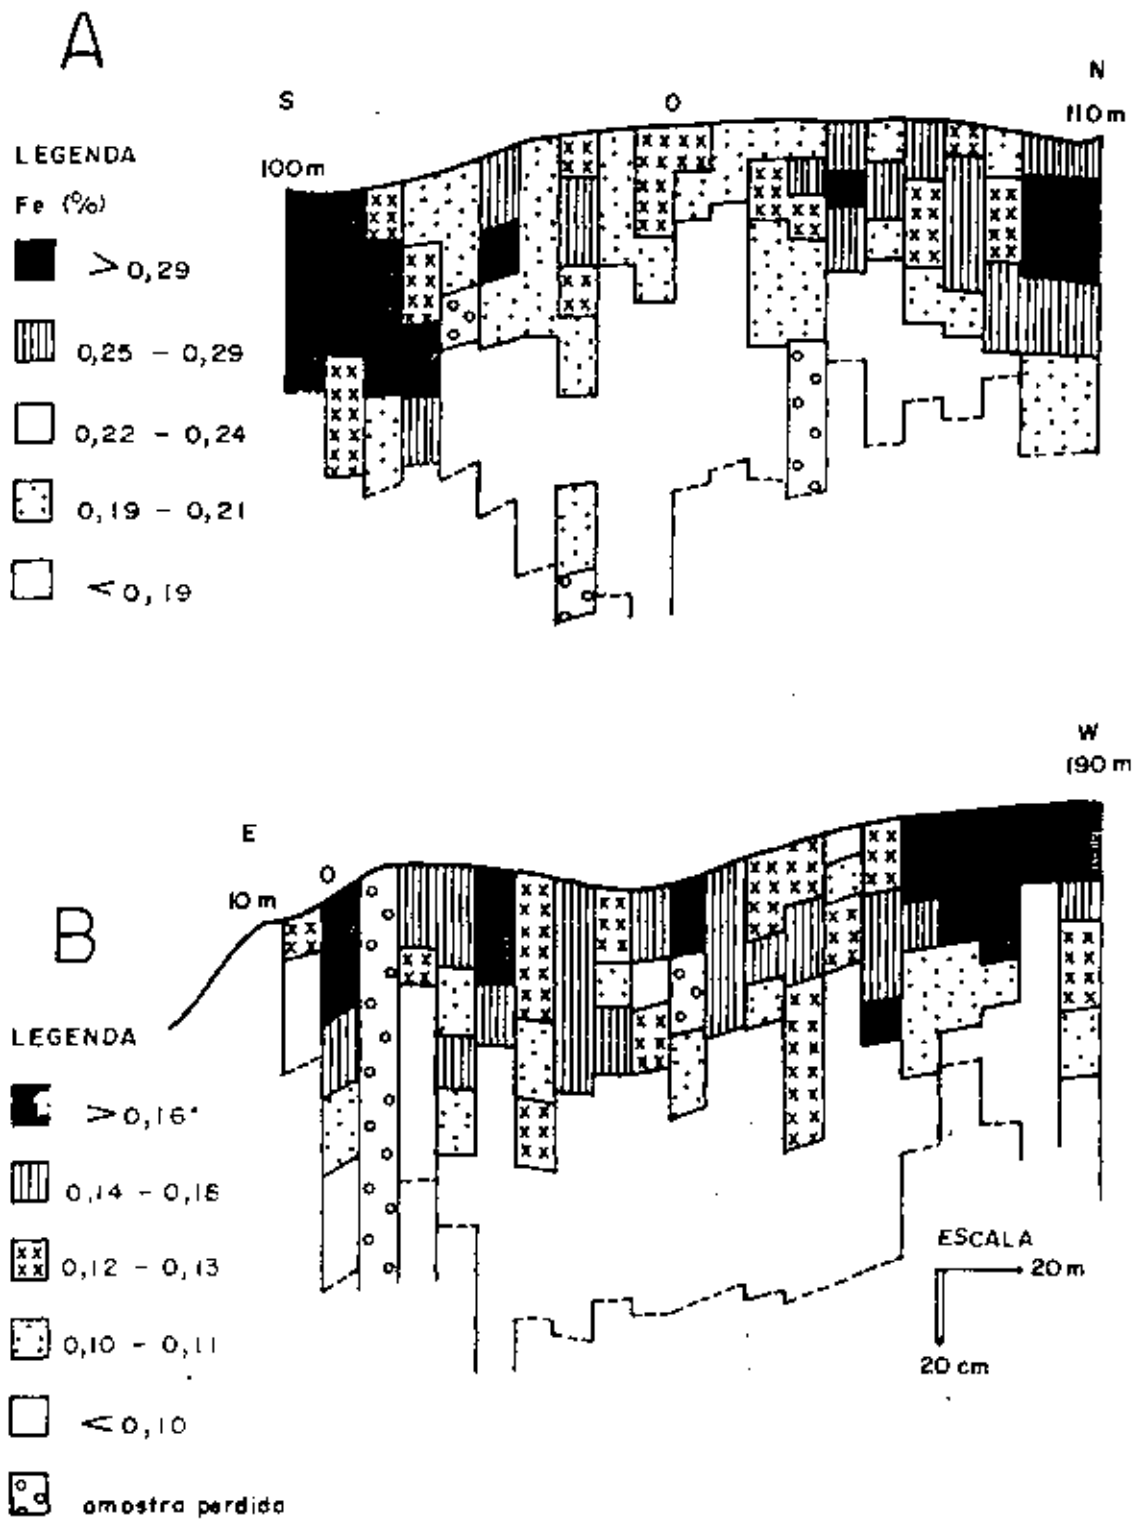 A
S
O
N
110m
100m
LEGENDA
Fe (%)
> 0,29
0,25 - 0,29
0,22 - 0,24
0,19 - 0,21
< 0,19
W
190 m
E
O
10 m
B
LEGENDA
> 0,16
0,14 - 0,16
0,12 - 0,13
0,10 - 0,11
< 0,10
amostra perdida
ESCALA
20 m
20 cm